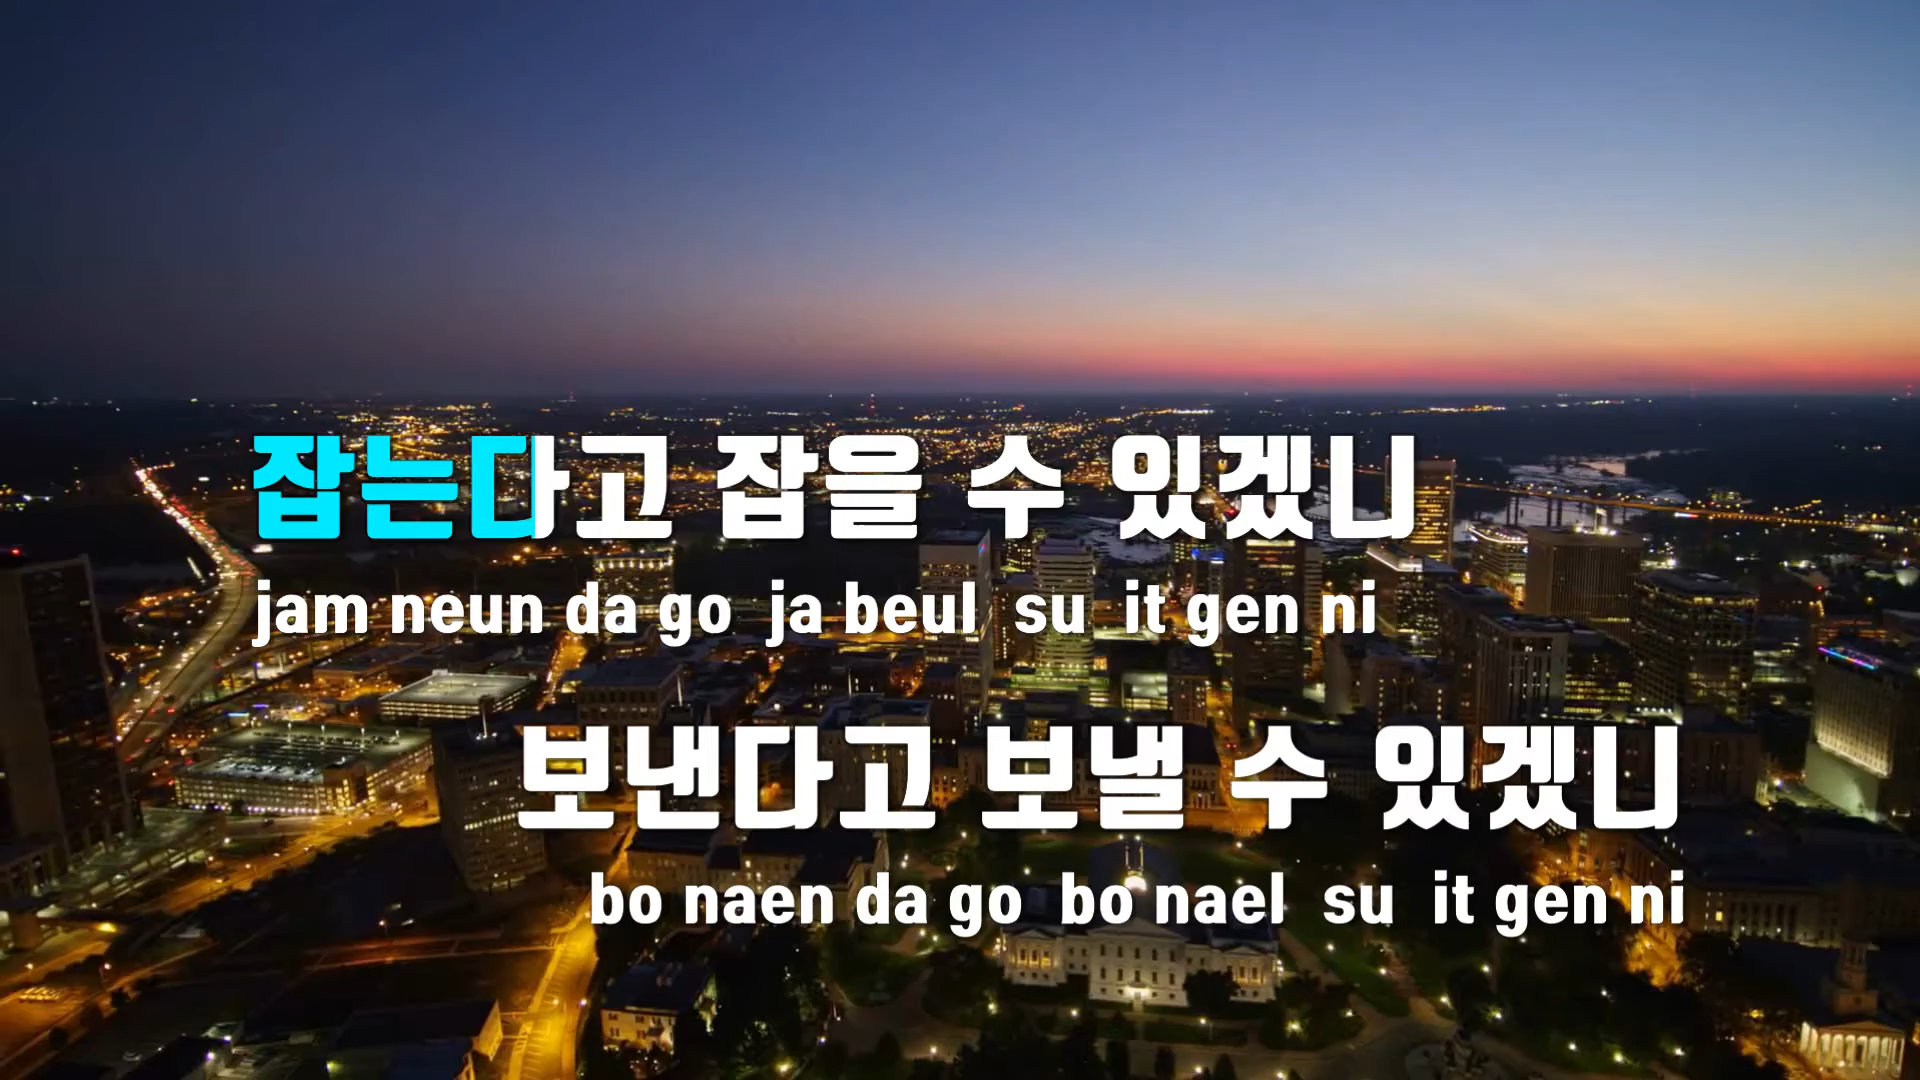 잡는다고 잡을 수 있겠니
jam neun da go ja beul su it gen ni
보낸다고 보낼 수 있겠니
bo naen da go bo nael su it gen ni